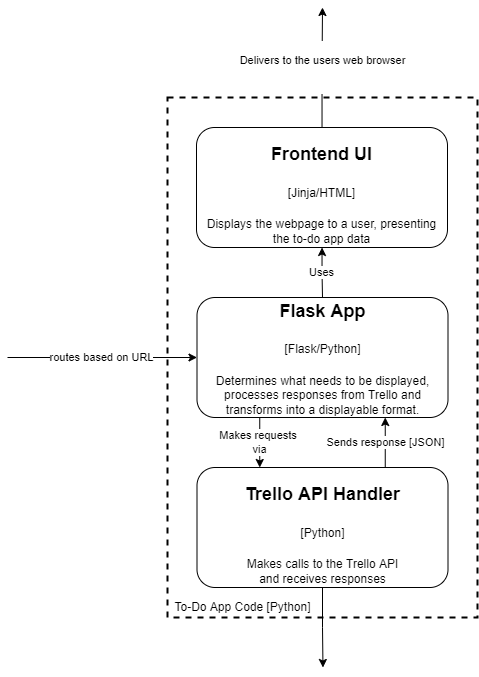 Delivers to the users web browser
Frontend UI
[Jinja/HTML]
Displays the webpage to a user, presenting
the to-do app data
Uses
Flask App
[Flask/Python]
routes based on URL
Determines what needs to be displayed,
processes responses from Trello and
transforms into a displayable format.
Makes requests
via
Sends response [JSON]
Trello API Handler
[Python]
Makes calls to the Trello API
and receives responses
To-Do App Code [Python]